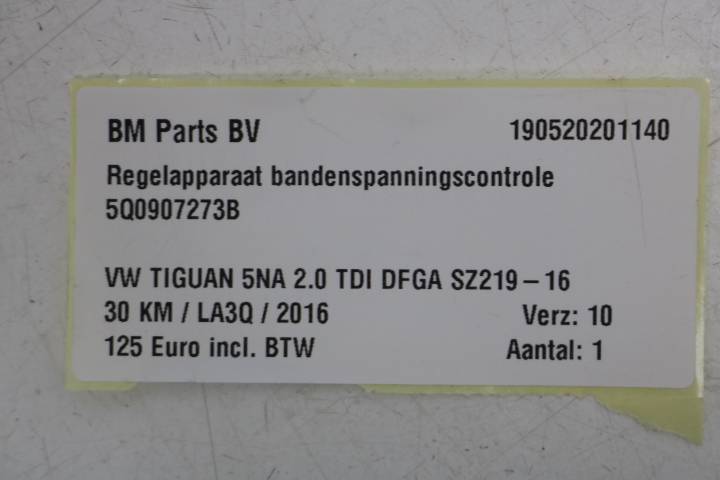 BM Parts BV 190520201140
Regelapparaat bandenspanningscontrole
5Q0907273B
VW TIGUAN 5NA 2.0 TDI DFGA SZ219-16
30 KM / LA3Q / 2016 Verz: 10
125 Euro incl. BTW Aantal: 1